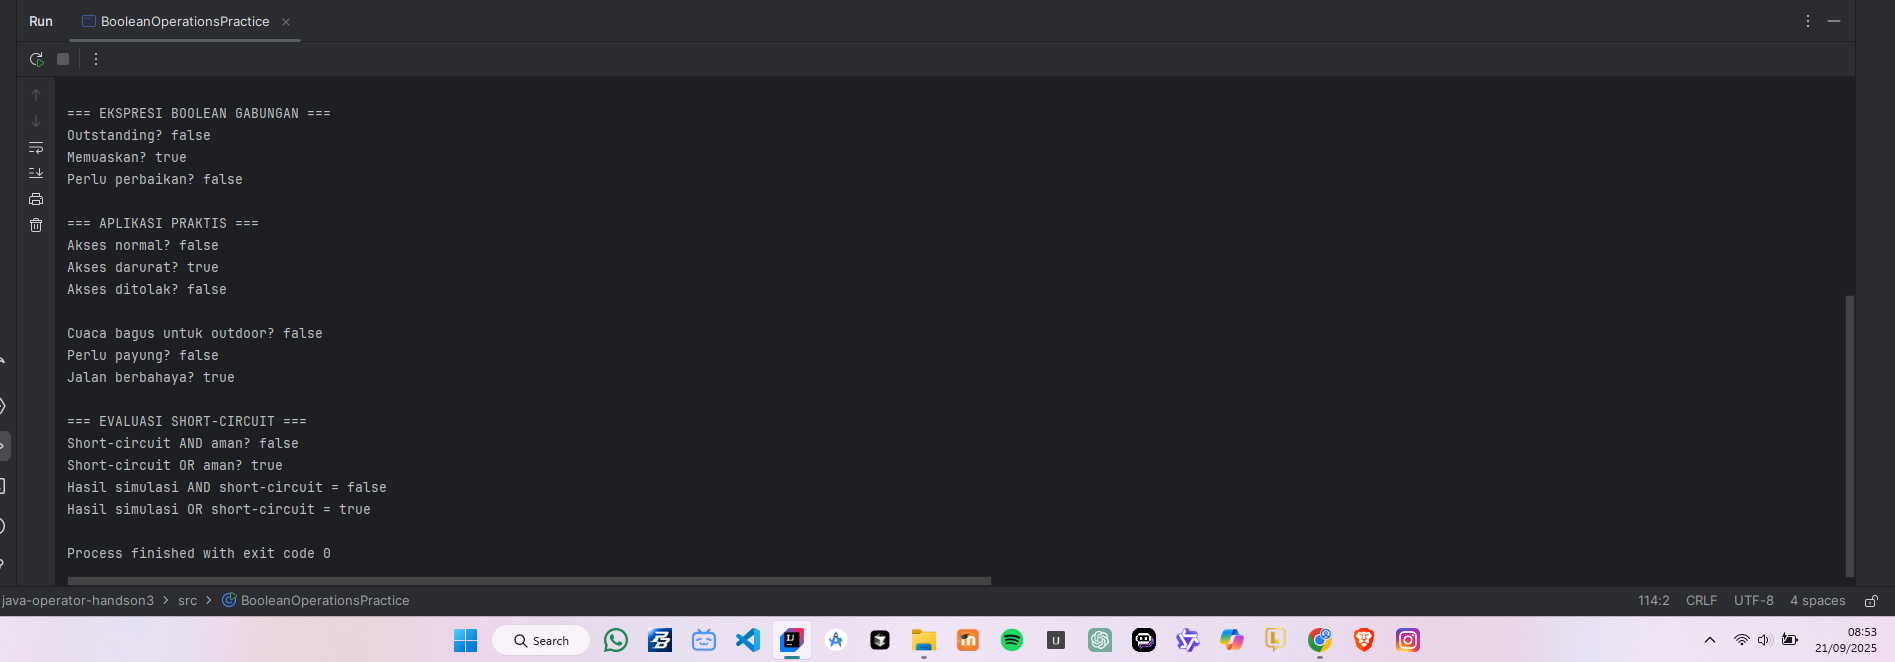 Run BooleanOperationsPractice
=== EKSPRESI BOOLEAN GABUNGAN ===
Outstanding? false
Memuaskan? true
Perlu perbaikan? false
=== APLIKASI PRAKTIS ===
Akses normal? false
Akses darurat? true
Akses ditolak? false
Cuaca bagus untuk outdoor? false
Perlu payung? false
Jalan berbahaya? true
=== EVALUASI SHORT-CIRCUIT ===
Short-circuit AND aman? false
Short-circuit OR aman? true
Hasil simulasi AND short-circuit = false
Hasil simulasi OR short-circuit = true
Process finished with exit code 0
java-operator-handson3 > src > BooleanOperationsPractice 114:2 CRLF UTF-8 4 spaces
Search
08:53
21/09/2025